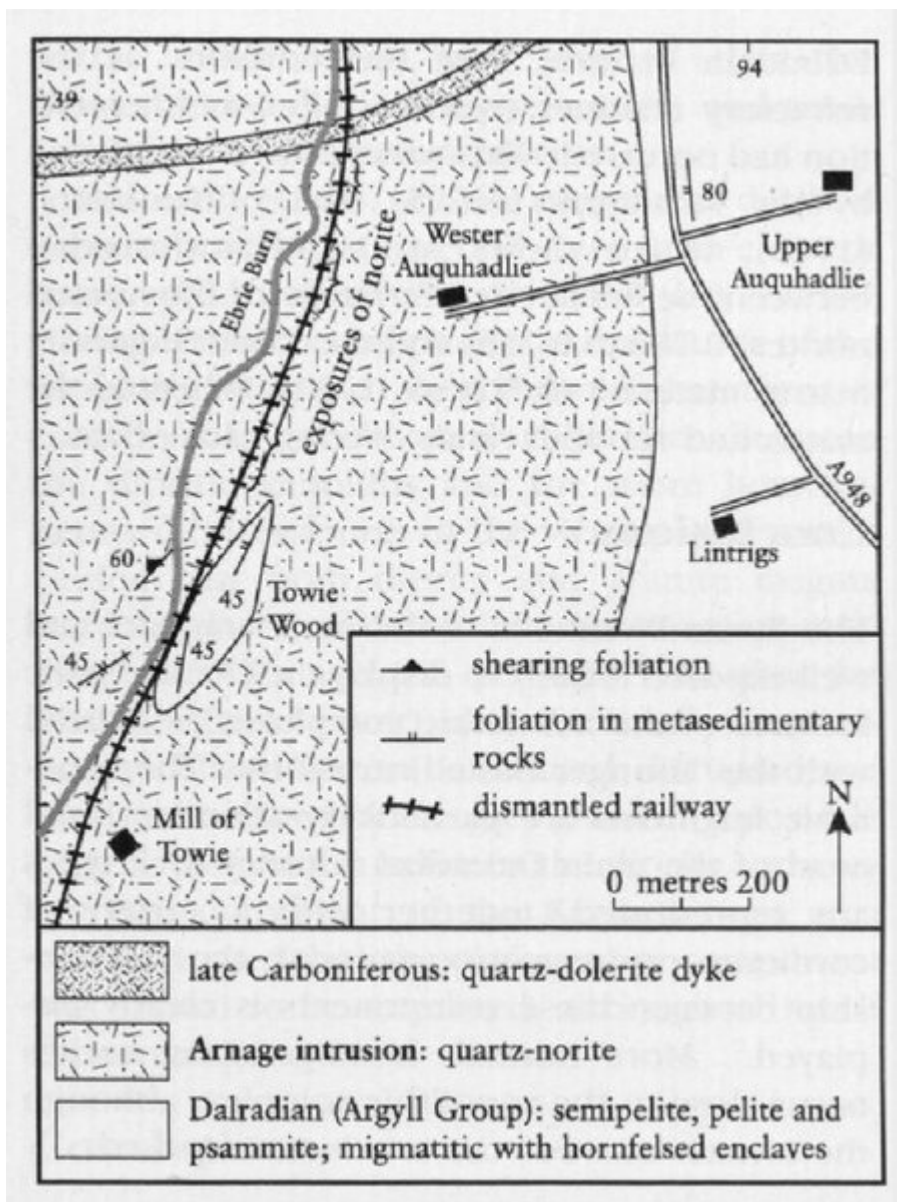 94
739
80
Wester
Auquhadlie
Upper
Auquhadlie
Ebrie Burn
exposures of norite
A948
Lintrigs
60
45
Towie
Wood
45
45
shearing foliation
foliation in metasedimentary
rocks
dismantled railway
N
0 metres 200
Mill of
Towie
late Carboniferous: quartz-dolerite dyke
Arnage intrusion: quartz-norite
Dalradian (Argyll Group): semipelite, pelite and
psammite; migmatitic with hornfelsed enclaves